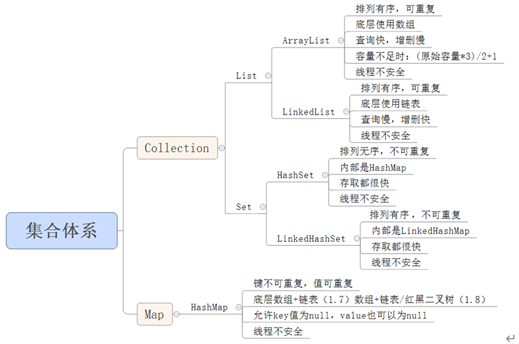 集合体系
Collection
List
ArrayList
排列有序，可重复
底层使用数组
查询快，增删慢
容量不足时：(原始容量*3)/2+1
线程不安全
LinkedList
排列有序，可重复
底层使用链表
查询慢，增删快
线程不安全
Set
HashSet
排列无序，不可重复
内部是HashMap
存取都很快
线程不安全
LinkedHashSet
排列有序 ，不可重复
内部是LinkedHashMap
存取都很快
线程不安全
Map
HashMap
键不可重复，值可重复
底层数组+链表（1.7）数组+链表/红黑二叉树（1.8）
允许key值为null，value也可以为null
线程不安全